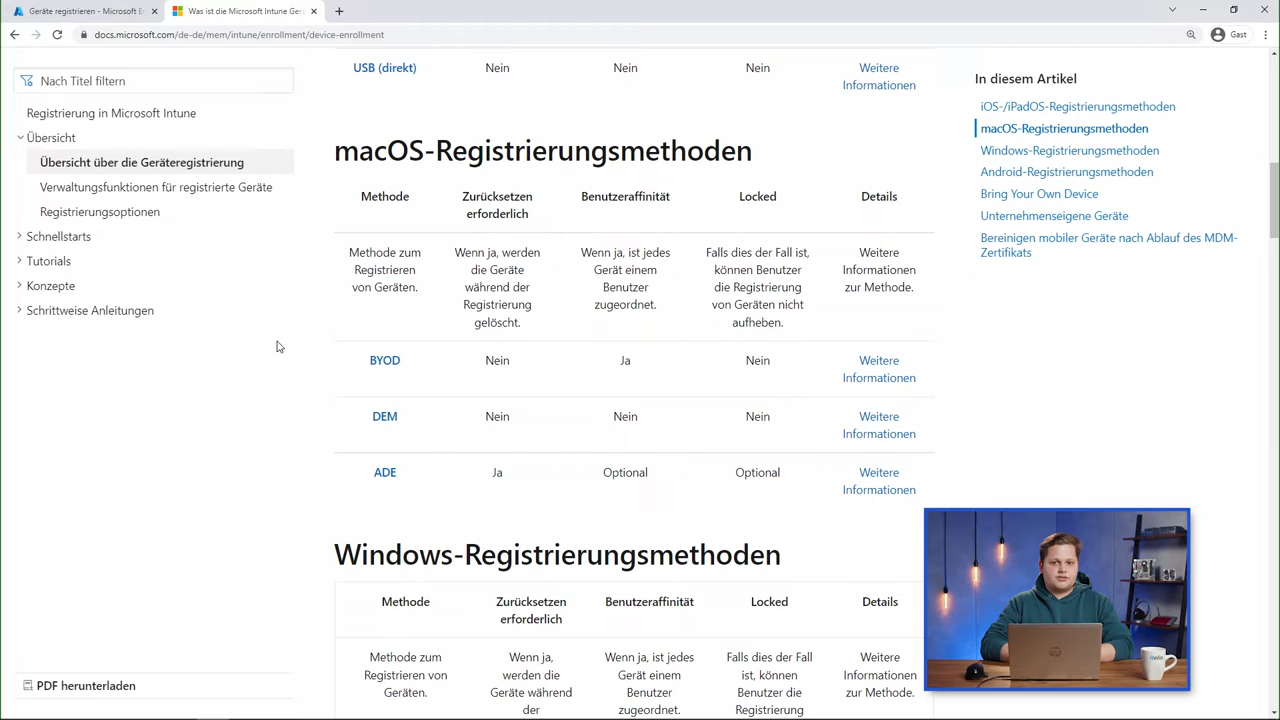 Geräte registrieren - Microsoft E
Was ist die Microsoft Intune Ger
docs.microsoft.com/de-de/mem/intune/enrollment/device-enrollment
Gast
Nach Titel filtern
Registrierung in Microsoft Intune
Übersicht
Übersicht über die Geräteregistrierung
Verwaltungsfunktionen für registrierte Geräte
Registrierungsoptionen
Schnellstarts
Tutorials
Konzepte
Schrittweise Anleitungen
PDF herunterladen
USB (direkt) Nein Nein Nein Weitere
Informationen
macOS-Registrierungsmethoden
Methode Zurücksetzen Benutzeraffinität Locked Details
erforderlich
Methode zum Wenn ja, werden Wenn ja, ist jedes Falls dies der Fall ist, Weitere
Registrieren die Geräte Gerät einem können Benutzer Informationen
von Geräten. während der Benutzer die Registrierung zur Methode.
Registrierung zugeordnet. von Geräten nicht
gelöscht. aufheben.
BYOD Nein Ja Nein Weitere
Informationen
DEM Nein Nein Nein Weitere
Informationen
ADE Ja Optional Optional Weitere
Informationen
Windows-Registrierungsmethoden
Methode Zurücksetzen Benutzeraffinität Locked Details
erforderlich
Methode zum Wenn ja, Wenn ja, ist jedes Falls dies der Fall Weitere
Registrieren von werden die Gerät einem ist, können Informationen
Geräten. Geräte während Benutzer Benutzer die zur Methode.
der zugeordnet. Registrierung
In diesem Artikel
iOS-/iPadOS-Registrierungsmethoden
macOS-Registrierungsmethoden
Windows-Registrierungsmethoden
Android-Registrierungsmethoden
Bring Your Own Device
Unternehmenseigene Geräte
Bereinigen mobiler Geräte nach Ablauf des MDM-
Zertifikats